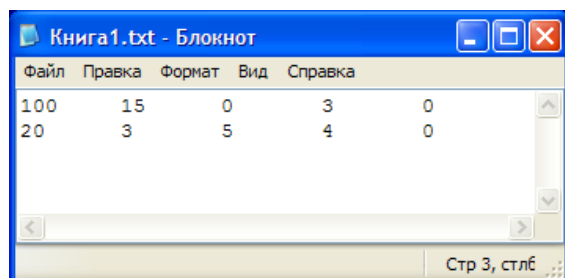 Книга1.txt - Блокнот
Файл Правка Формат Вид Справка
100 15 0 3 0
20 3 5 4 0
Стр 3, стлб